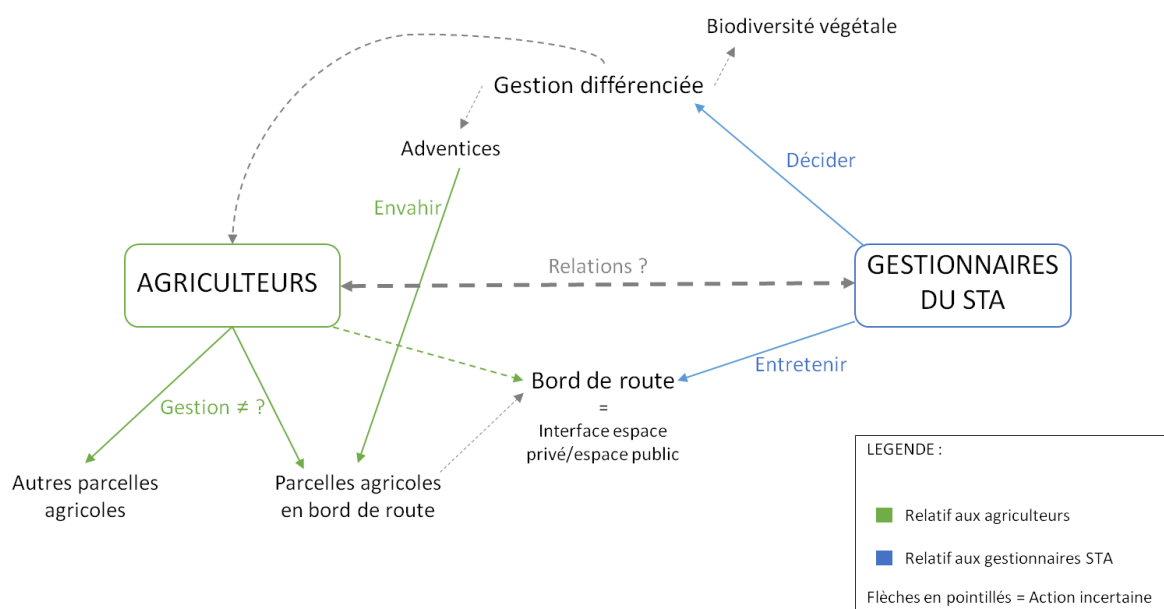 Biodiversité végétale
Gestion différenciée
Adventices
Décider
Envahir
AGRICULTEURS
Relations ?
GESTIONNAIRES
DU STA
Entretenir
Bord de route
=
Interface espace
privé/espace public
Gestion ≠ ?
Autres parcelles
agricoles
Parcelles agricoles
en bord de route
LEGENDE :
Relatif aux agriculteurs
Relatif aux gestionnaires STA
Flèches en pointillés = Action incertaine